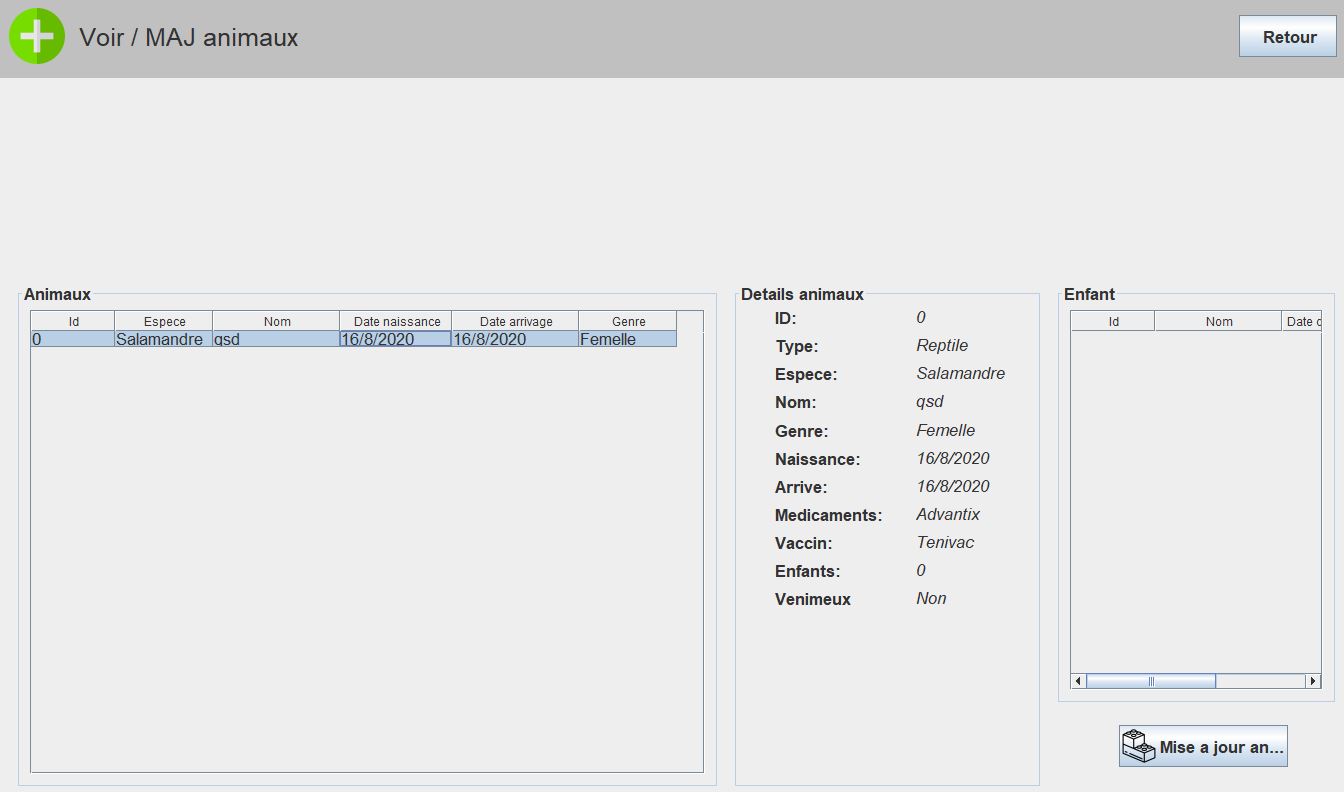 Voir / MAJ animaux
Retour
Animaux
Id Espece Nom Date naissance Date arrivage Genre
0 Salamandre qsd 16/8/2020 16/8/2020 Femelle
Details animaux
ID: 0
Type: Reptile
Espece: Salamandre
Nom: qsd
Genre: Femelle
Naissance: 16/8/2020
Arrive: 16/8/2020
Medicaments: Advantix
Vaccin: Tenivac
Enfants: 0
Venimeux Non
Enfant
Id Nom Date
Mise a jour an...